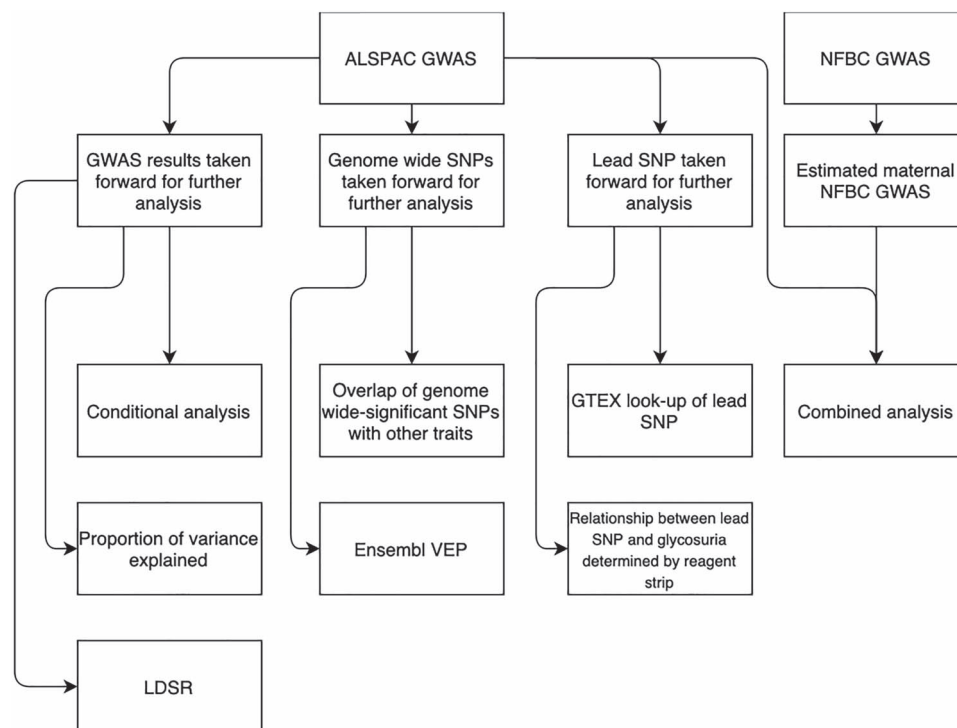 ALSPAC GWAS
NFBC GWAS
GWAS results taken
forward for further
analysis
Genome wide SNPs
taken forward for
further analysis
Lead SNP taken
forward for further
analysis
Estimated maternal
NFBC GWAS
Conditional analysis
Overlap of genome
wide-significant SNPs
with other traits
GTEX look-up of lead
SNP
Combined analysis
Proportion of variance
explained
Ensembl VEP
Relationship between lead
SNP and glycosuria
determined by reagent
strip
LDSR